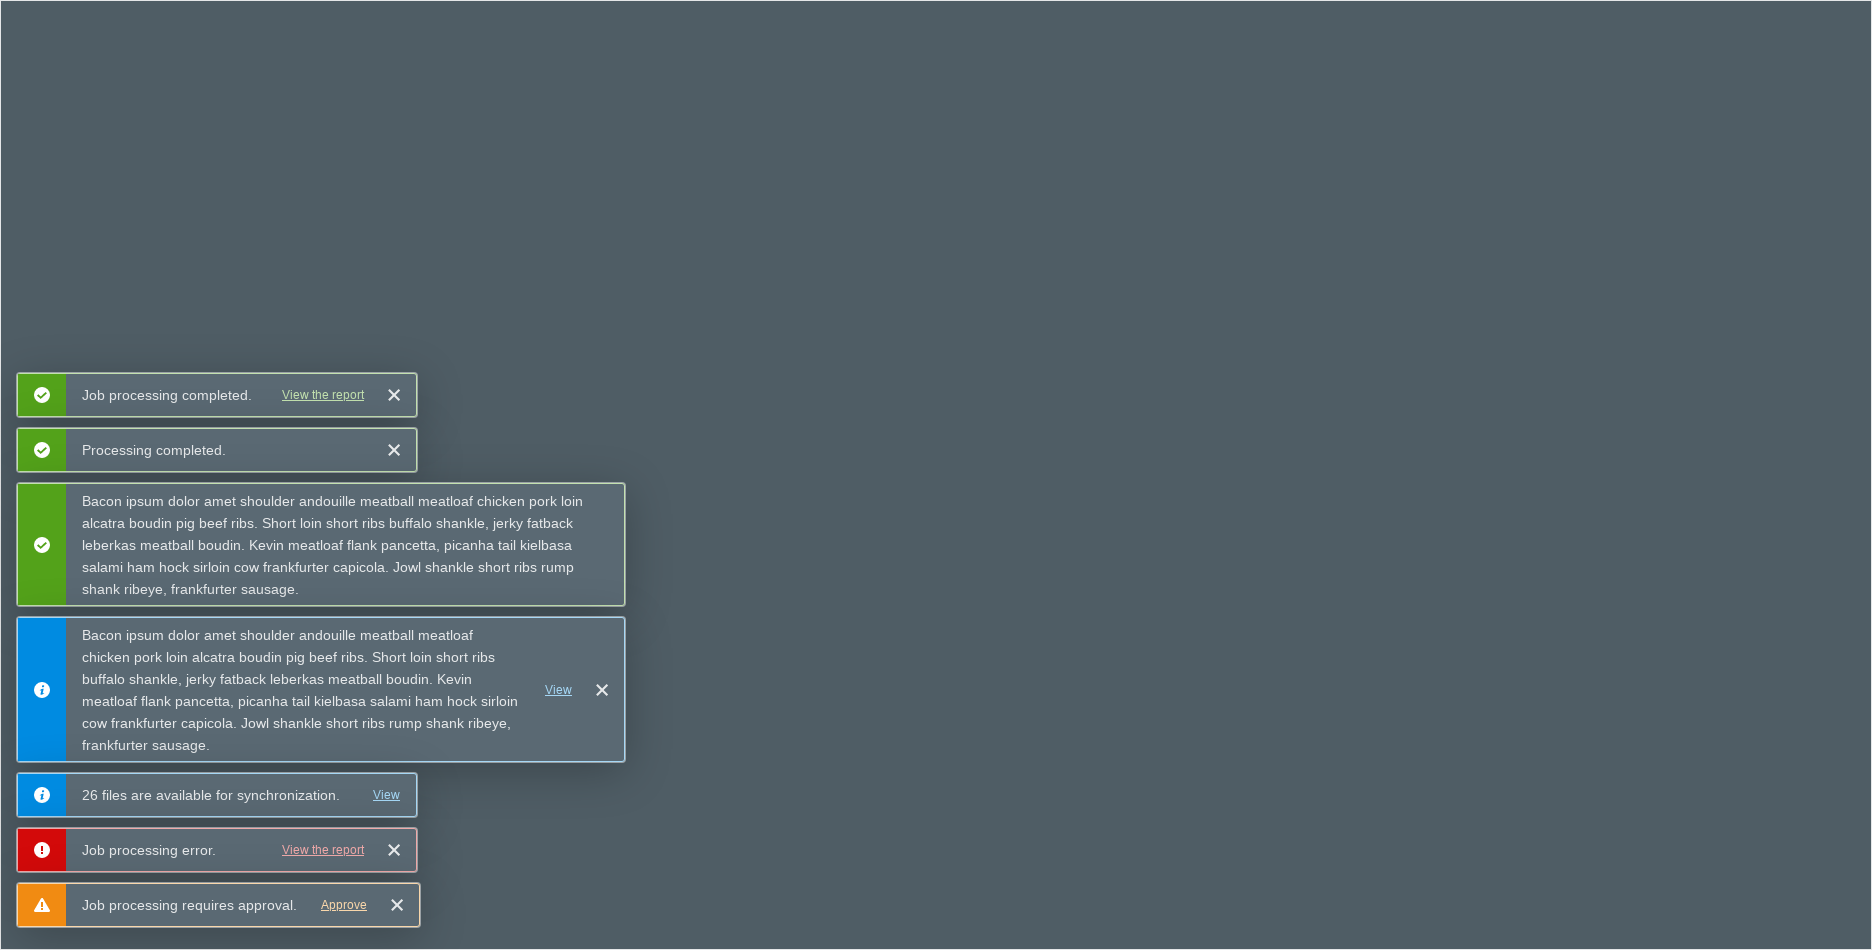 Job processing completed. View the report
Processing completed.
Bacon ipsum dolor amet shoulder andouille meatball meatloaf chicken pork loin
alcatra boudin pig beef ribs. Short loin short ribs buffalo shankle, jerky fatback
leberkas meatball boudin. Kevin meatloaf flank pancetta, picanha tail kielbasa
salami ham hock sirloin cow frankfurter capicola. Jowl shankle short ribs rump
shank ribeye, frankfurter sausage.
Bacon ipsum dolor amet shoulder andouille meatball meatloaf
chicken pork loin alcatra boudin pig beef ribs. Short loin short ribs
buffalo shankle, jerky fatback leberkas meatball boudin. Kevin
meatloaf flank pancetta, picanha tail kielbasa salami ham hock sirloin
cow frankfurter capicola. Jowl shankle short ribs rump shank ribeye,
frankfurter sausage.
View
26 files are available for synchronization. View
Job processing error. View the report
Job processing requires approval. Approve